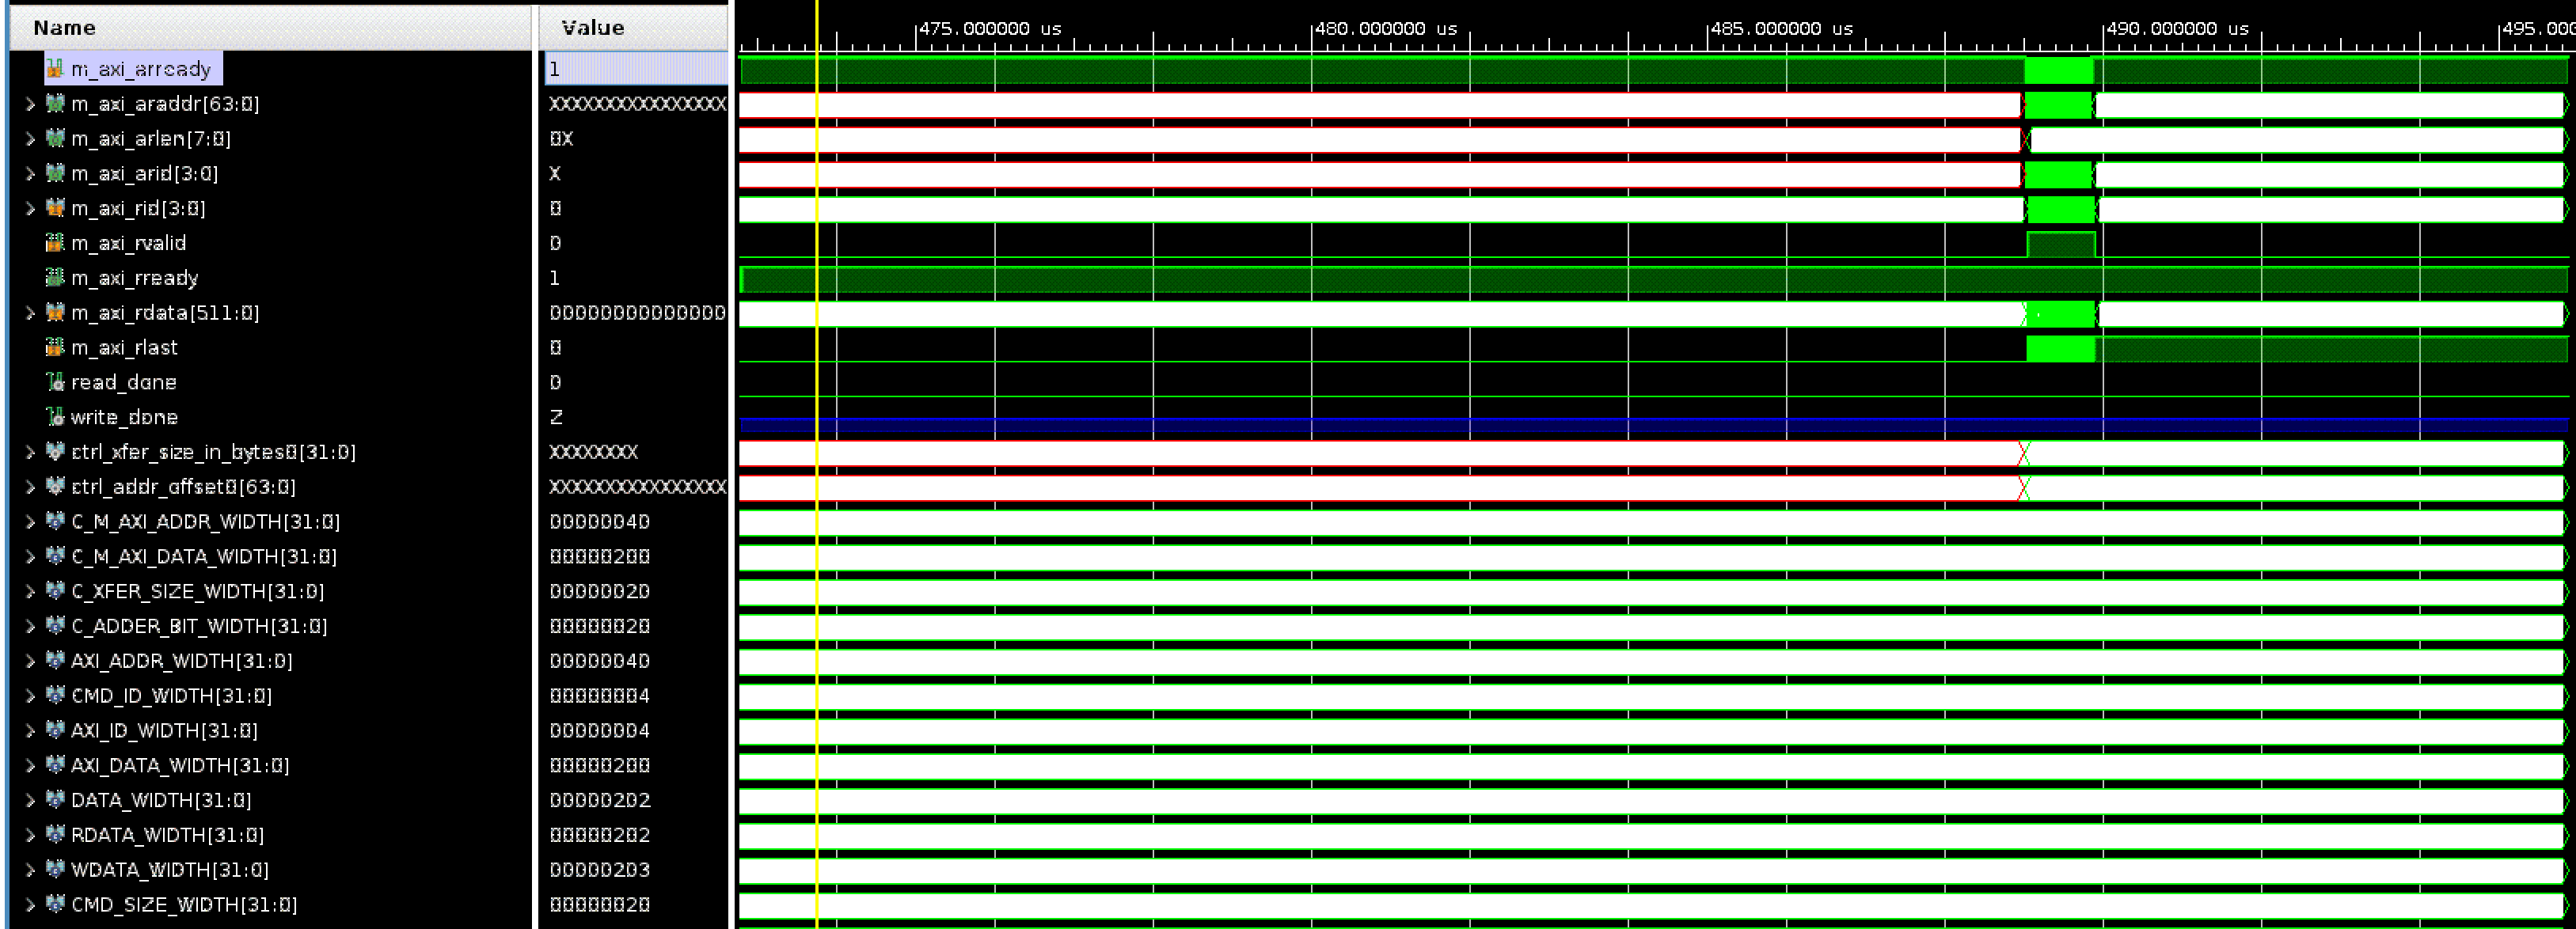 Name Value 475.000000 us 480.000000 us 485.000000 us 490.000000 us 495.000
m_axi_arready 1
m_axi_araddr[63:0] XXXXXXXXXXXXXXXX
m_axi_arlen[7:0] 0X
m_axi_arid[3:0] X
m_axi_rid[3:0] 0
m_axi_rvalid 0
m_axi_rready 1
m_axi_rdata[511:0] 000000000000000
m_axi_rlast 0
read_done 0
write_done Z
ctrl_xfer_size_in_bytes0[31:0] XXXXXXXX
ctrl_addr_offset0[63:0] XXXXXXXXXXXXXXXX
C_M_AXI_ADDR_WIDTH[31:0] 00000040
C_M_AXI_DATA_WIDTH[31:0] 00000200
C_XFER_SIZE_WIDTH[31:0] 00000020
C_ADDER_BIT_WIDTH[31:0] 00000020
AXI_ADDR_WIDTH[31:0] 00000040
CMD_ID_WIDTH[31:0] 00000004
AXI_ID_WIDTH[31:0] 00000004
AXI_DATA_WIDTH[31:0] 00000200
DATA_WIDTH[31:0] 00000202
RDATA_WIDTH[31:0] 00000202
WDATA_WIDTH[31:0] 00000203
CMD_SIZE_WIDTH[31:0] 00000020